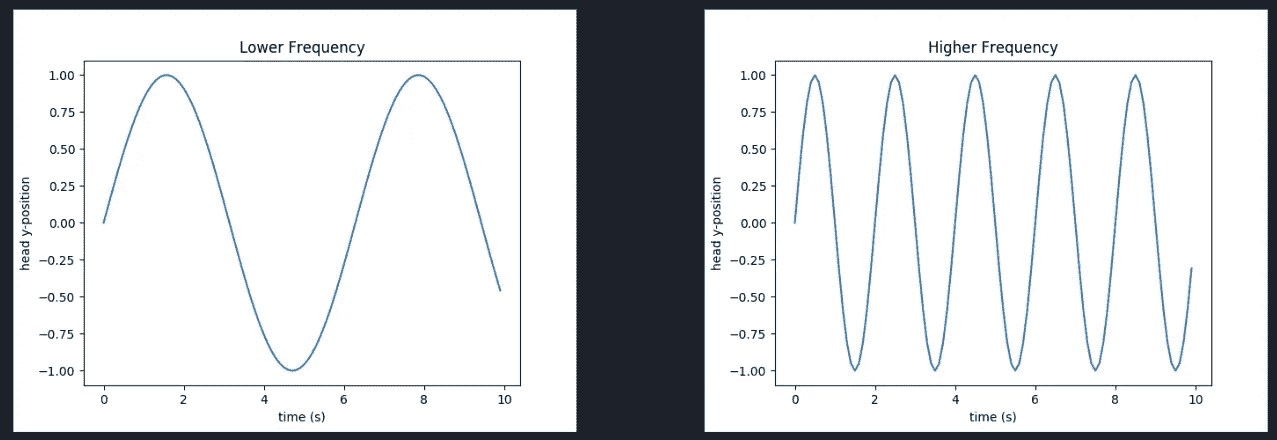 Lower Frequency
1.00
0.75
0.50
0.25
0.00
−0.25
−0.50
−0.75
−1.00
head y-position
0 2 4 6 8 10
time (s)
Higher Frequency
1.00
0.75
0.50
0.25
0.00
−0.25
−0.50
−0.75
−1.00
head y-position
0 2 4 6 8 10
time (s)